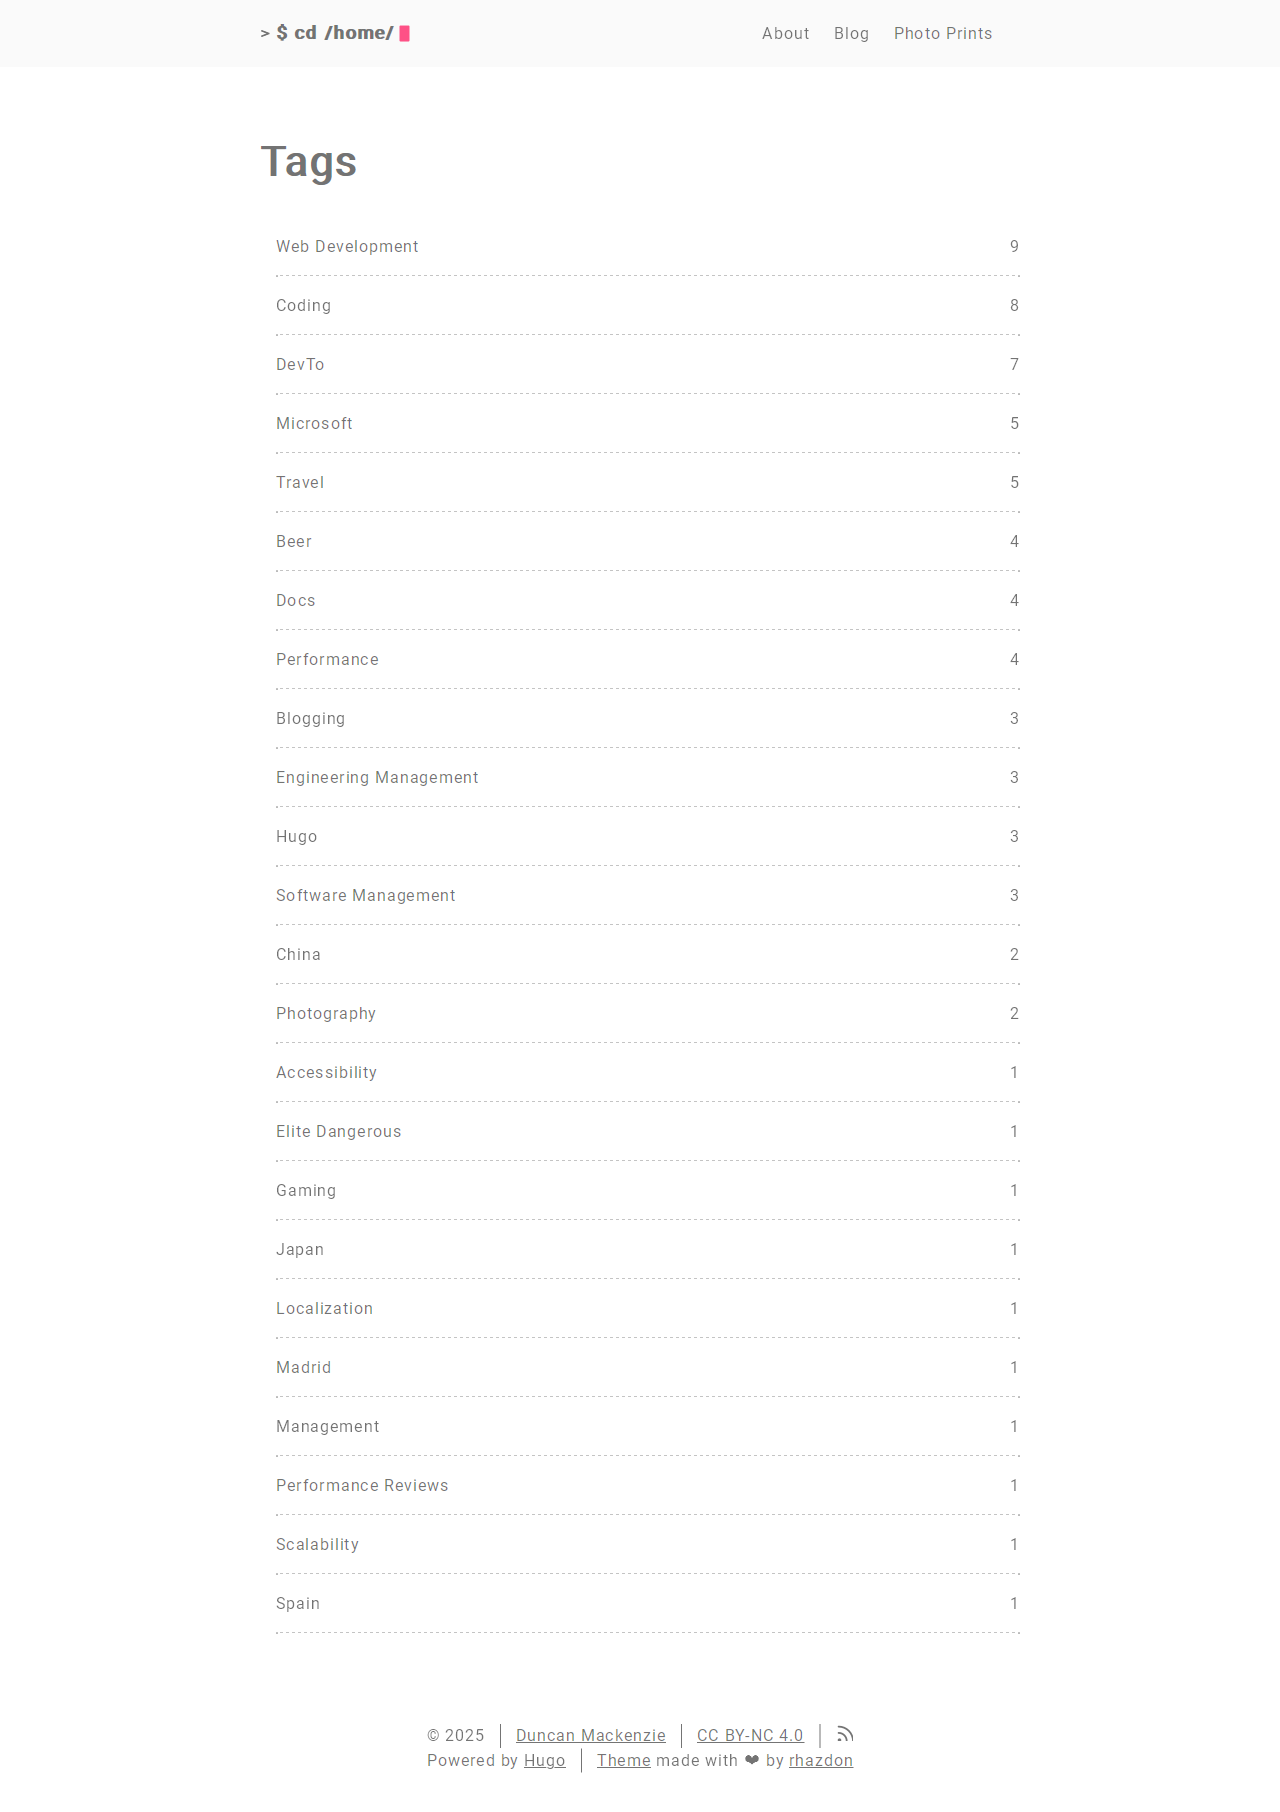 > $ cd /home/
About Blog Photo Prints
Tags
Web Development 9
Coding 8
DevTo 7
Microsoft 5
Travel 5
Beer 4
Docs 4
Performance 4
Blogging 3
Engineering Management 3
Hugo 3
Software Management 3
China 2
Photography 2
Accessibility 1
Elite Dangerous 1
Gaming 1
Japan 1
Localization 1
Madrid 1
Management 1
Performance Reviews 1
Scalability 1
Spain 1
© 2025 | Duncan Mackenzie | CC BY-NC 4.0 |
Powered by Hugo | Theme made with ❤ by rhazdon